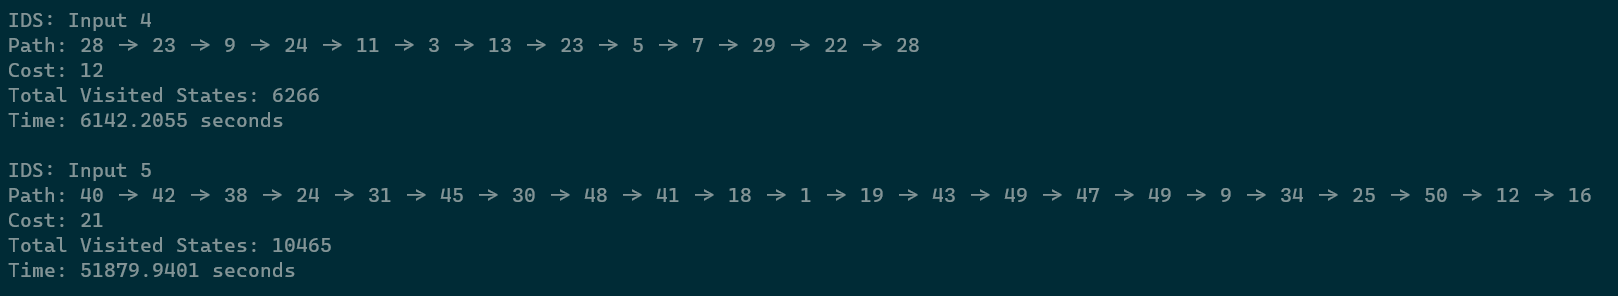 IDS: Input 4
Path: 28 → 23 → 9 → 24 → 11 → 3 → 13 → 23 → 5 → 7 → 29 → 22 → 28
Cost: 12
Total Visited States: 6266
Time: 6142.2055 seconds
IDS: Input 5
Path: 40 → 42 → 38 → 24 → 31 → 45 → 30 → 48 → 41 → 18 → 1 → 19 → 43 → 49 → 47 → 49 → 9 → 34 → 25 → 50 → 12 → 16
Cost: 21
Total Visited States: 10465
Time: 51879.9401 seconds